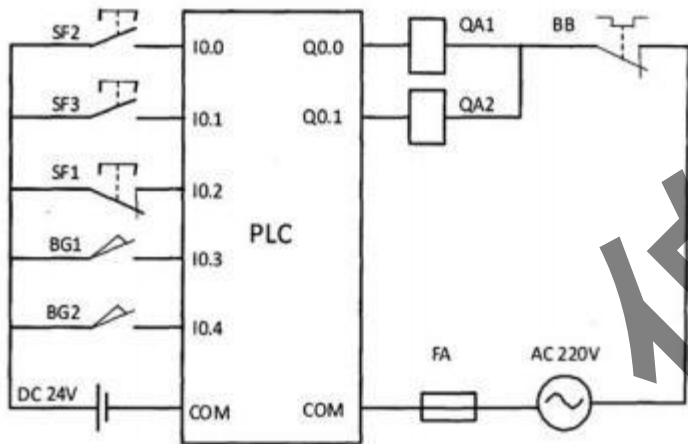 SF2
I0.0
Q0.0
QA1
BB
SF3
I0.1
Q0.1
QA2
SF1
I0.2
PLC
BG1
I0.3
BG2
I0.4
FA
AC 220V
DC 24V
COM
COM